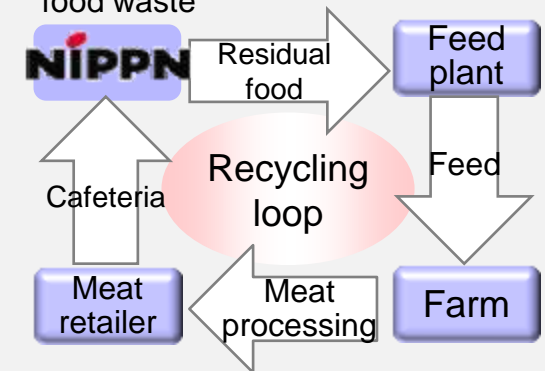 food waste
NIPPN
Residual
food
Feed
plant
Recycling
loop
Feed
Cafeteria
Meat
retailer
Meat
processing
Farm